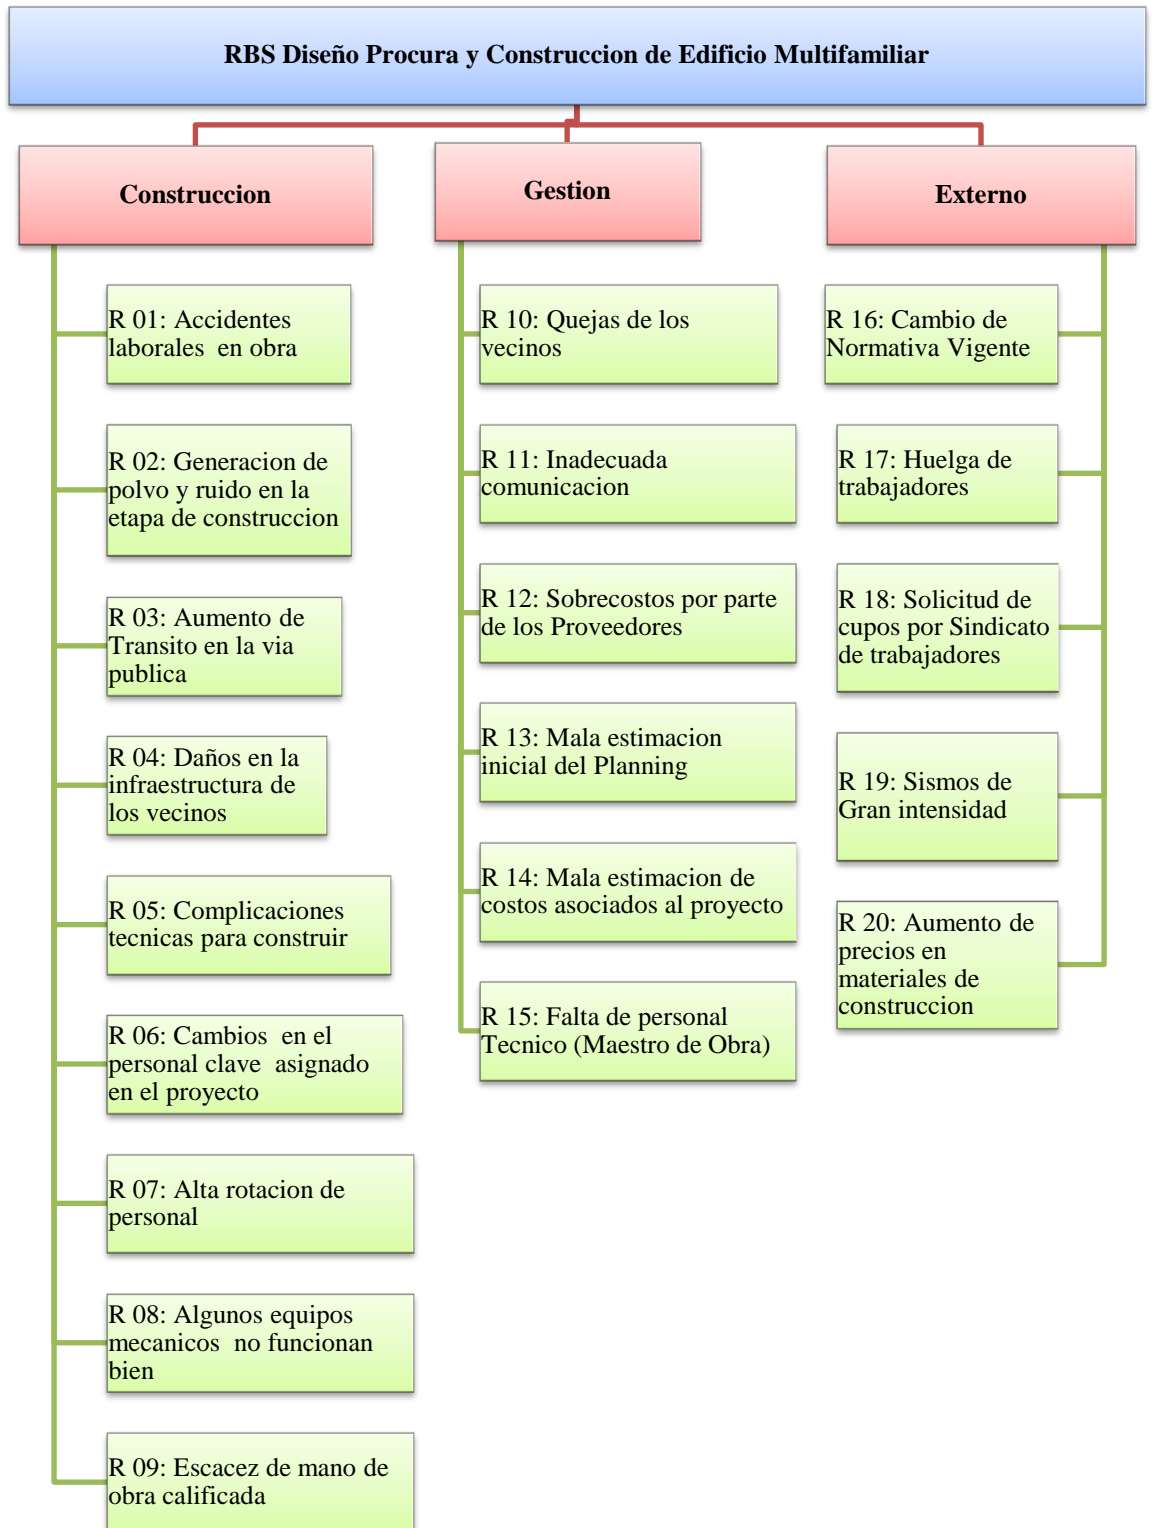 RBS Diseño Procura y Construccion de Edificio Multifamiliar
Construccion
R 01: Accidentes
laborales  en obra
R 02: Generacion de
polvo y ruido en la
etapa de construccion
R 03: Aumento de
Transito en la via
publica
R 04: Daños en la
infraestructura de
los vecinos
R 05: Complicaciones
tecnicas para construir
R 06: Cambios  en el
personal clave  asignado
en el proyecto
R 07: Alta rotacion de
personal
R 08: Algunos equipos
mecanicos  no funcionan
bien
R 09: Escacez de mano de
obra calificada
Gestion
R 10: Quejas de los
vecinos
R 11: Inadecuada
comunicacion
R 12: Sobrecostos por parte
de los Proveedores
R 13: Mala estimacion
inicial del Planning
R 14: Mala estimacion de
costos asociados al proyecto
R 15: Falta de personal
Tecnico (Maestro de Obra)
Externo
R 16: Cambio de
Normativa Vigente
R 17: Huelga de
trabajadores
R 18: Solicitud de
cupos por Sindicato
de trabajadores
R 19: Sismos de
Gran intensidad
R 20: Aumento de
precios en
materiales de
construccion